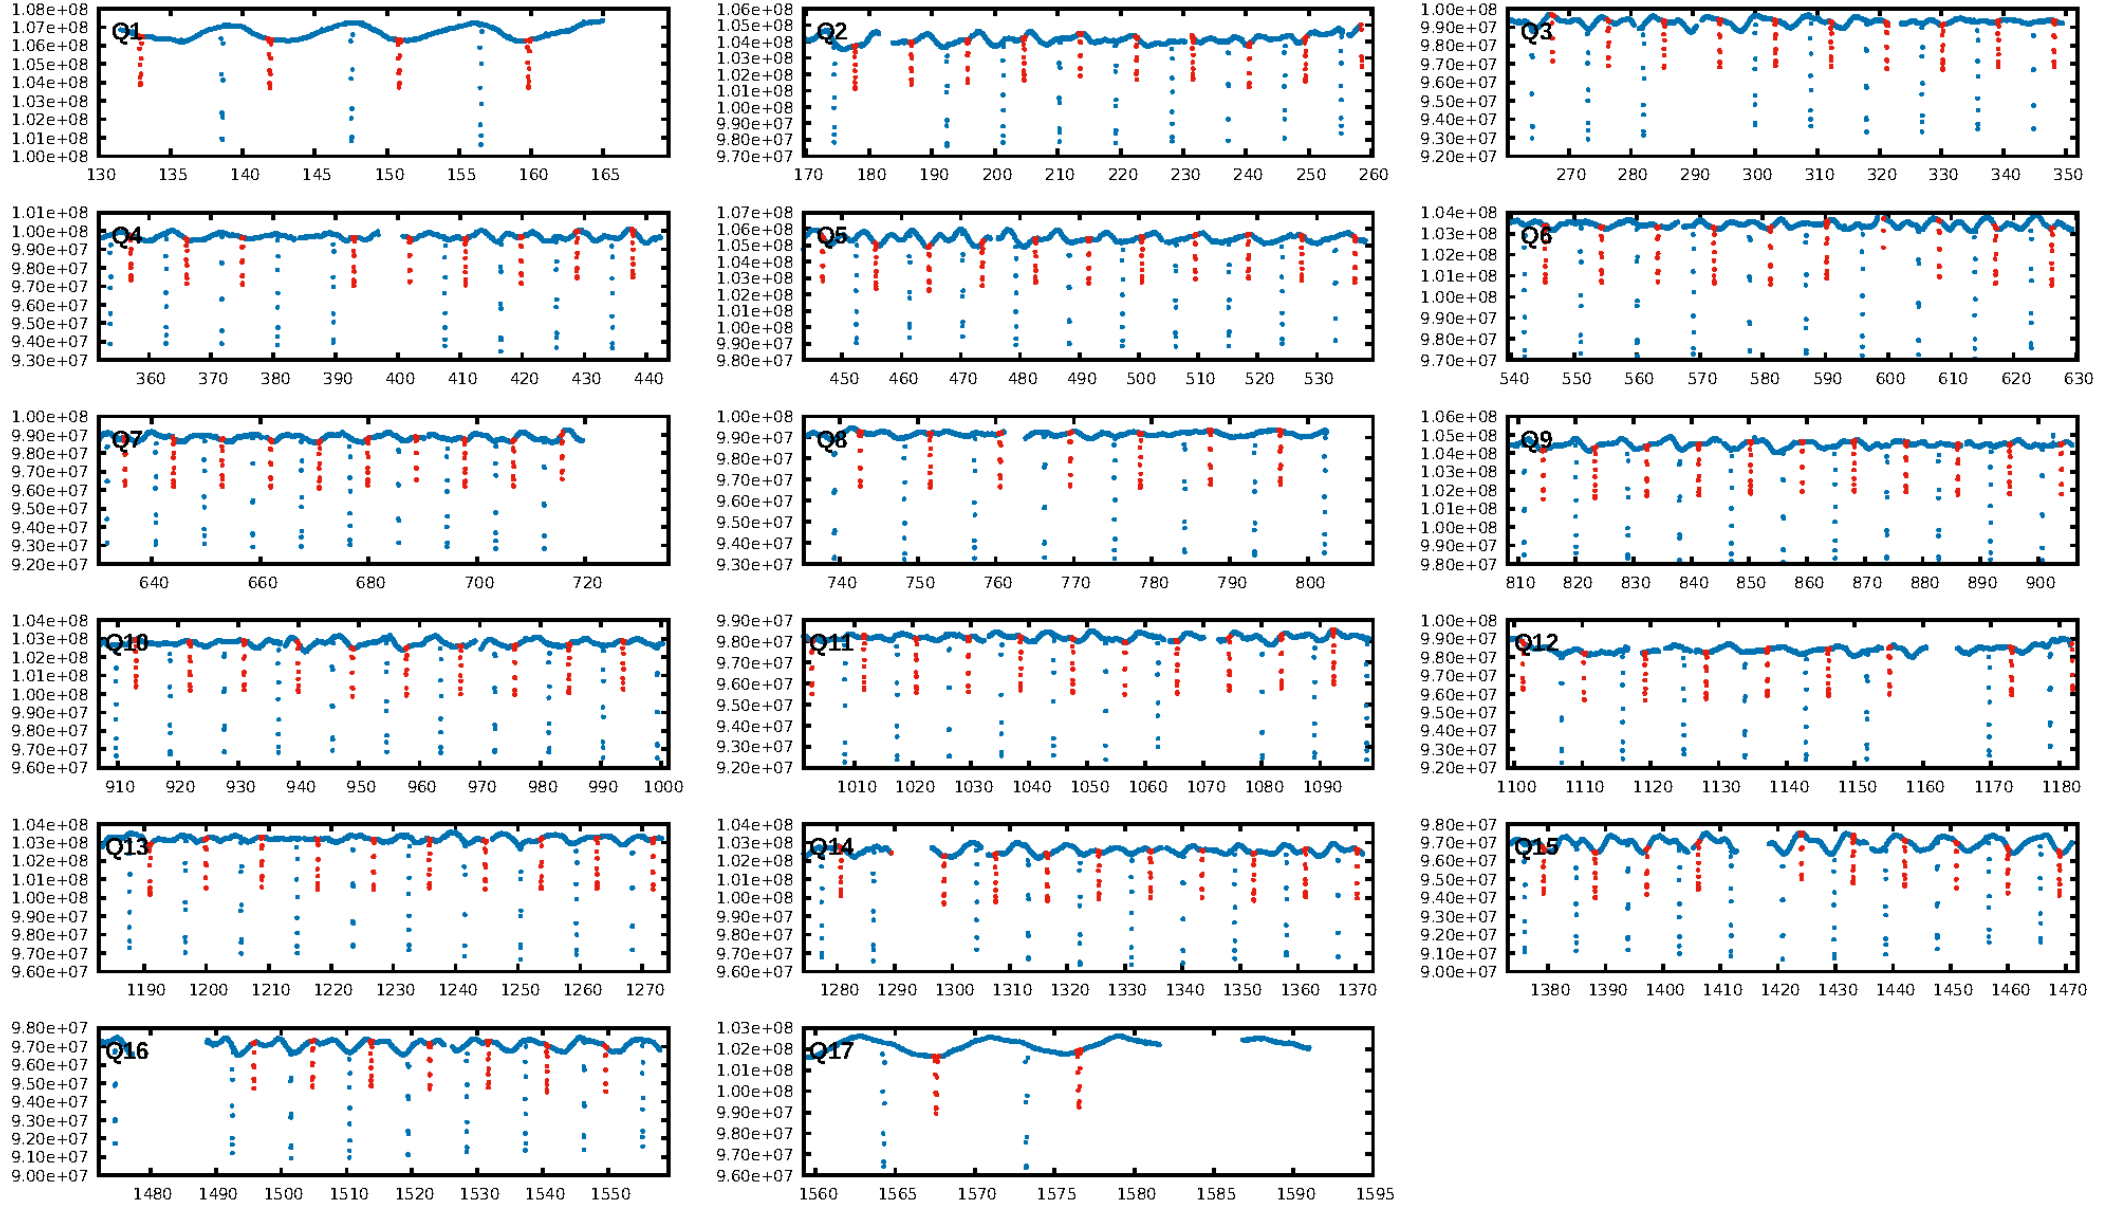 Q1
1.08e+08
1.07e+08
1.06e+08
1.05e+08
1.04e+08
1.03e+08
1.02e+08
1.01e+08
1.00e+08
130 135 140 145 150 155 160 165
Q2
1.06e+08
1.05e+08
1.04e+08
1.03e+08
1.02e+08
1.01e+08
1.00e+08
9.90e+07
9.80e+07
9.70e+07
170 180 190 200 210 220 230 240 250 260
Q3
1.00e+08
9.90e+07
9.80e+07
9.70e+07
9.60e+07
9.50e+07
9.40e+07
9.30e+07
9.20e+07
270 280 290 300 310 320 330 340 350
Q4
1.01e+08
1.00e+08
9.90e+07
9.80e+07
9.70e+07
9.60e+07
9.50e+07
9.40e+07
9.30e+07
360 370 380 390 400 410 420 430 440
Q5
1.07e+08
1.06e+08
1.05e+08
1.04e+08
1.03e+08
1.02e+08
1.01e+08
1.00e+08
9.90e+07
9.80e+07
450 460 470 480 490 500 510 520 530
Q6
1.04e+08
1.03e+08
1.02e+08
1.01e+08
1.00e+08
9.90e+07
9.80e+07
9.70e+07
540 550 560 570 580 590 600 610 620 630
Q7
1.00e+08
9.90e+07
9.80e+07
9.70e+07
9.60e+07
9.50e+07
9.40e+07
9.30e+07
9.20e+07
640 660 680 700 720
Q8
1.00e+08
9.90e+07
9.80e+07
9.70e+07
9.60e+07
9.50e+07
9.40e+07
9.30e+07
740 750 760 770 780 790 800
Q9
1.06e+08
1.05e+08
1.04e+08
1.03e+08
1.02e+08
1.01e+08
1.00e+08
9.90e+07
9.80e+07
810 820 830 840 850 860 870 880 890 900
Q10
1.04e+08
1.03e+08
1.02e+08
1.01e+08
1.00e+08
9.90e+07
9.80e+07
9.70e+07
9.60e+07
910 920 930 940 950 960 970 980 990 1000
Q11
9.90e+07
9.80e+07
9.70e+07
9.60e+07
9.50e+07
9.40e+07
9.30e+07
9.20e+07
1010 1020 1030 1040 1050 1060 1070 1080 1090
Q12
1.00e+08
9.90e+07
9.80e+07
9.70e+07
9.60e+07
9.50e+07
9.40e+07
9.30e+07
9.20e+07
1100 1110 1120 1130 1140 1150 1160 1170 1180
Q13
1.04e+08
1.03e+08
1.02e+08
1.01e+08
1.00e+08
9.90e+07
9.80e+07
9.70e+07
9.60e+07
1190 1200 1210 1220 1230 1240 1250 1260 1270
Q14
1.04e+08
1.03e+08
1.02e+08
1.01e+08
1.00e+08
9.90e+07
9.80e+07
9.70e+07
9.60e+07
1280 1290 1300 1310 1320 1330 1340 1350 1360 1370
Q15
9.80e+07
9.70e+07
9.60e+07
9.50e+07
9.40e+07
9.30e+07
9.20e+07
9.10e+07
9.00e+07
1380 1390 1400 1410 1420 1430 1440 1450 1460 1470
Q16
9.80e+07
9.70e+07
9.60e+07
9.50e+07
9.40e+07
9.30e+07
9.20e+07
9.10e+07
9.00e+07
1480 1490 1500 1510 1520 1530 1540 1550
Q17
1.03e+08
1.02e+08
1.01e+08
1.00e+08
9.90e+07
9.80e+07
9.70e+07
9.60e+07
1560 1565 1570 1575 1580 1585 1590 1595